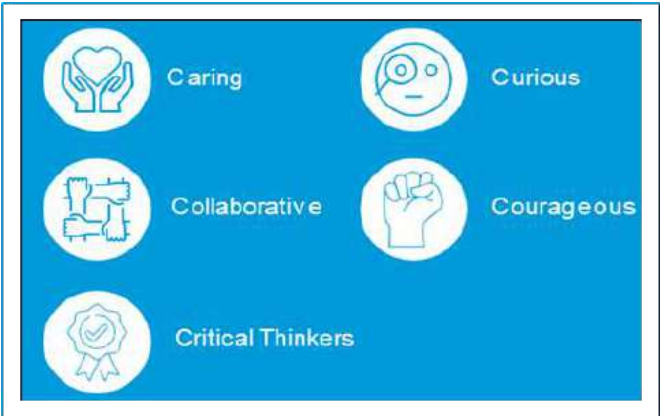 Caring
Curious
Collaborative
Courageous
Critical Thinkers